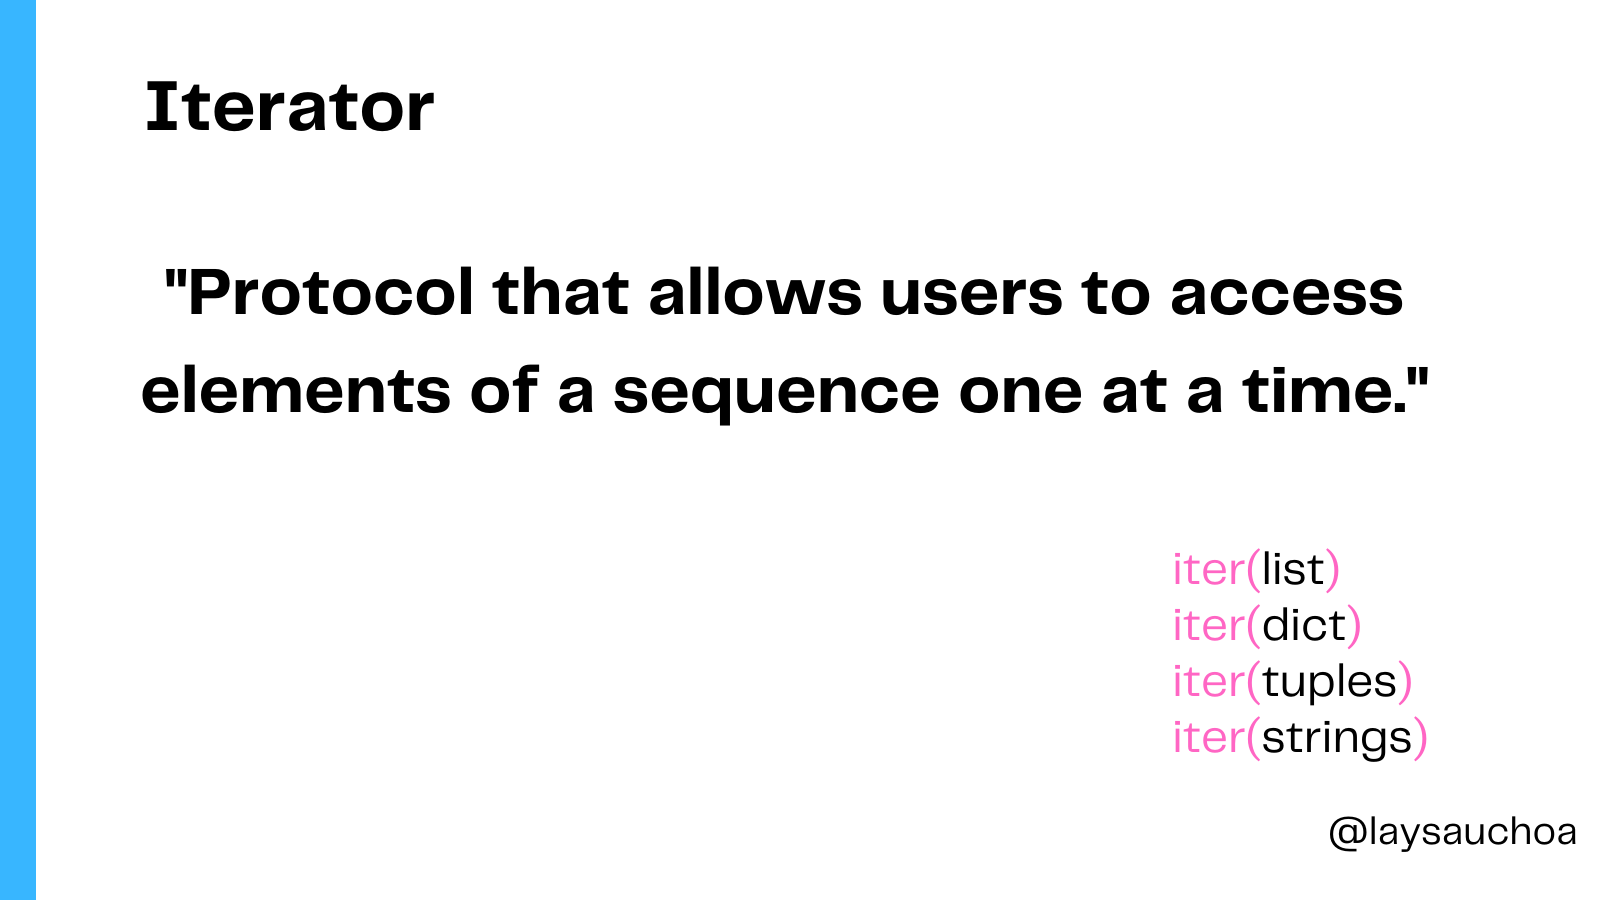 Iterator
"Protocol that allows users to access
elements of a sequence one at a time."
iter(list)
iter(dict)
iter(tuples)
iter(strings)
@laysauchoa